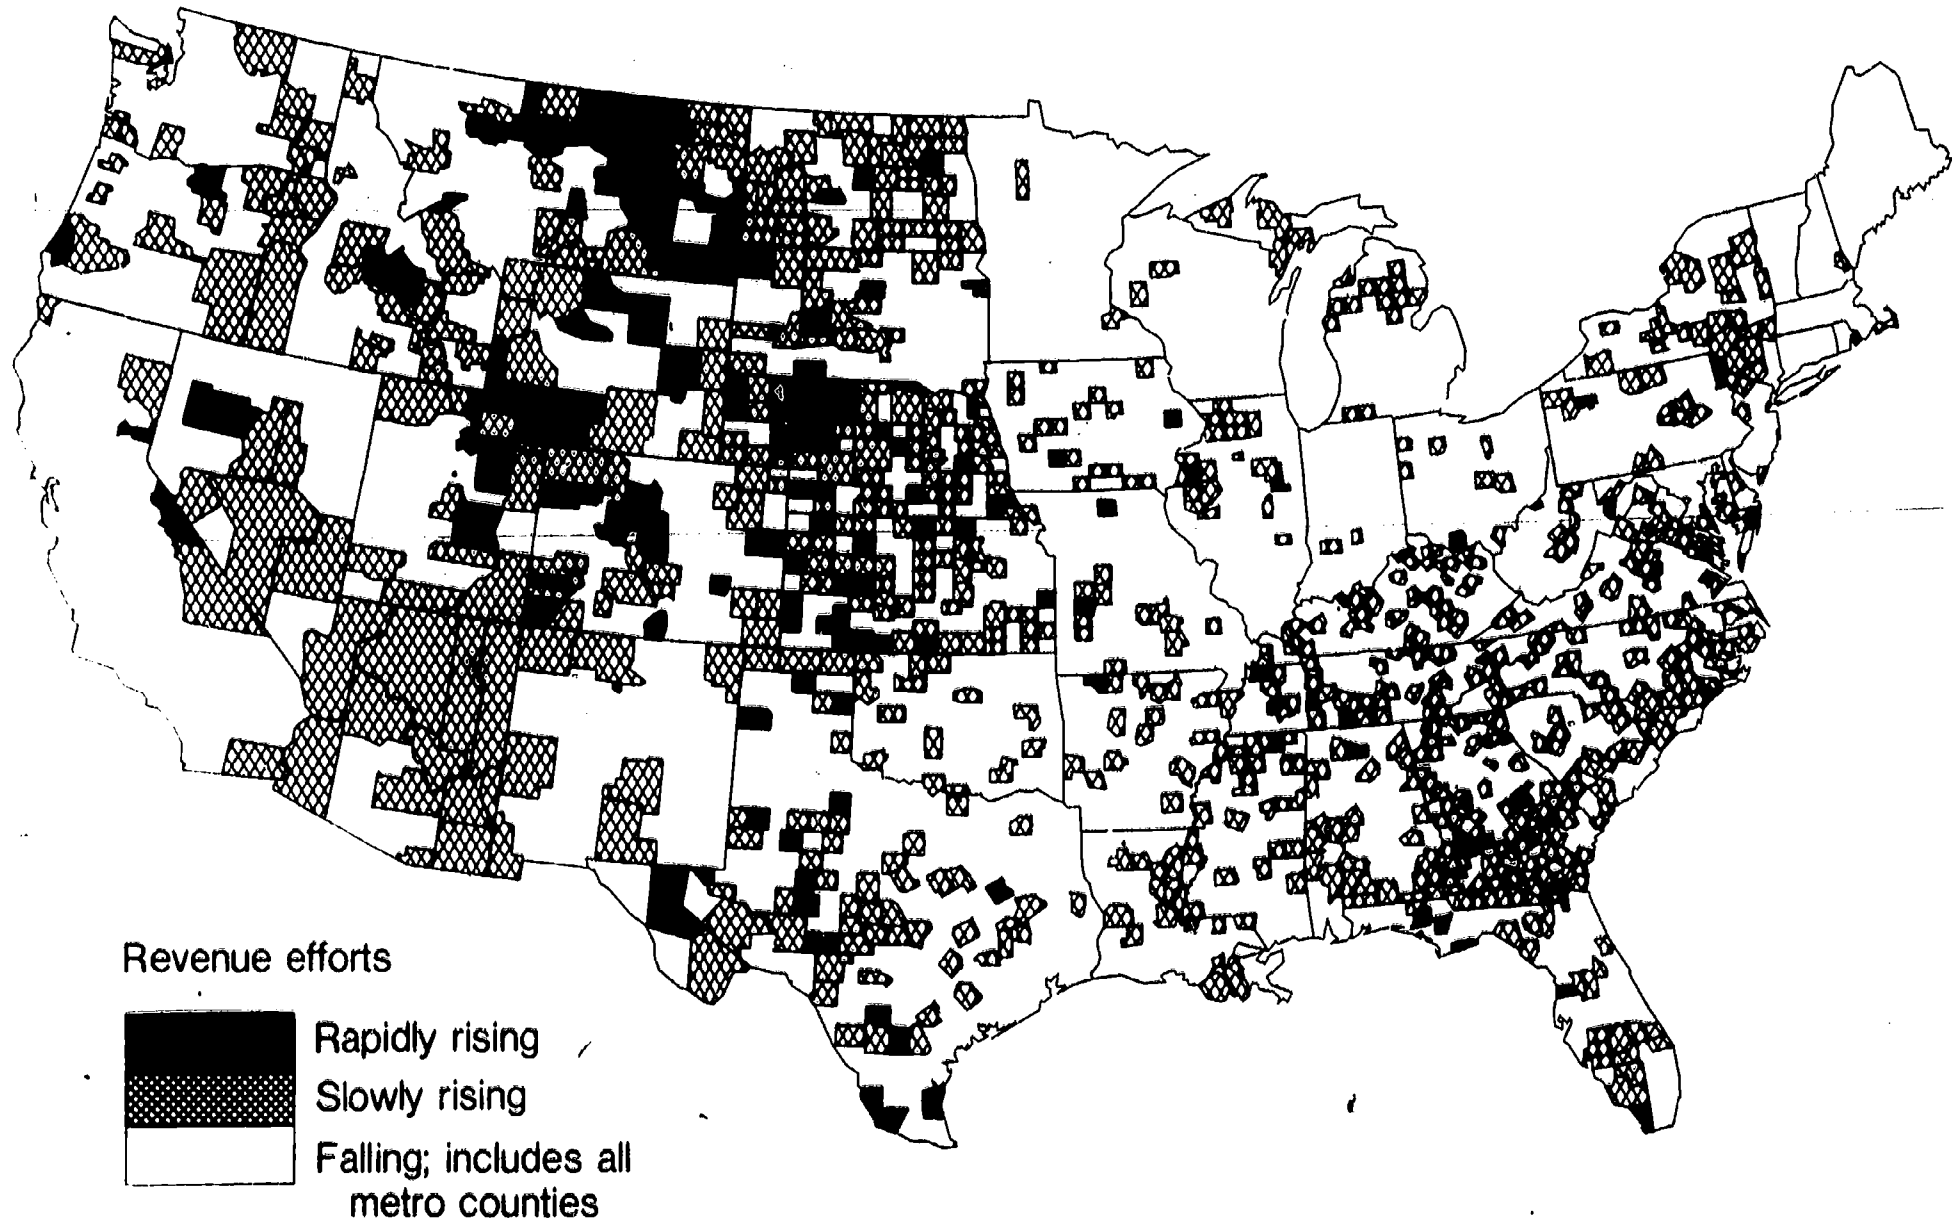 Revenue efforts
Rapidly rising
Slowly rising
Falling; includes all
metro counties